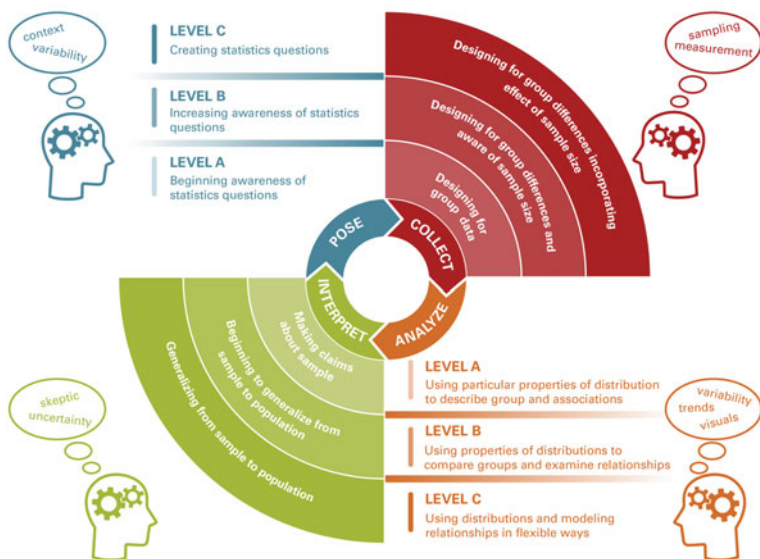 context
variability
LEVEL C
Creating statistics questions
LEVEL B
Increasing awareness of statistics
questions
LEVEL A
Beginning awareness of
statistics questions
Designing for group differences incorporating
effect of sample size
Designing for group differences and
aware of sample size
Designing for
group data
sampling
measurement
POSE
COLLECT
ANALYZE
INTERPRET
Making claims
about sample
Beginning to generalize from
sample to population
Generalizing from sample to population
skeptic
uncertainty
LEVEL A
Using particular properties of distribution
to describe group and associations
LEVEL B
Using properties of distributions to
compare groups and examine relationships
LEVEL C
Using distributions and modeling
relationships in flexible ways
variability
trends
visuals